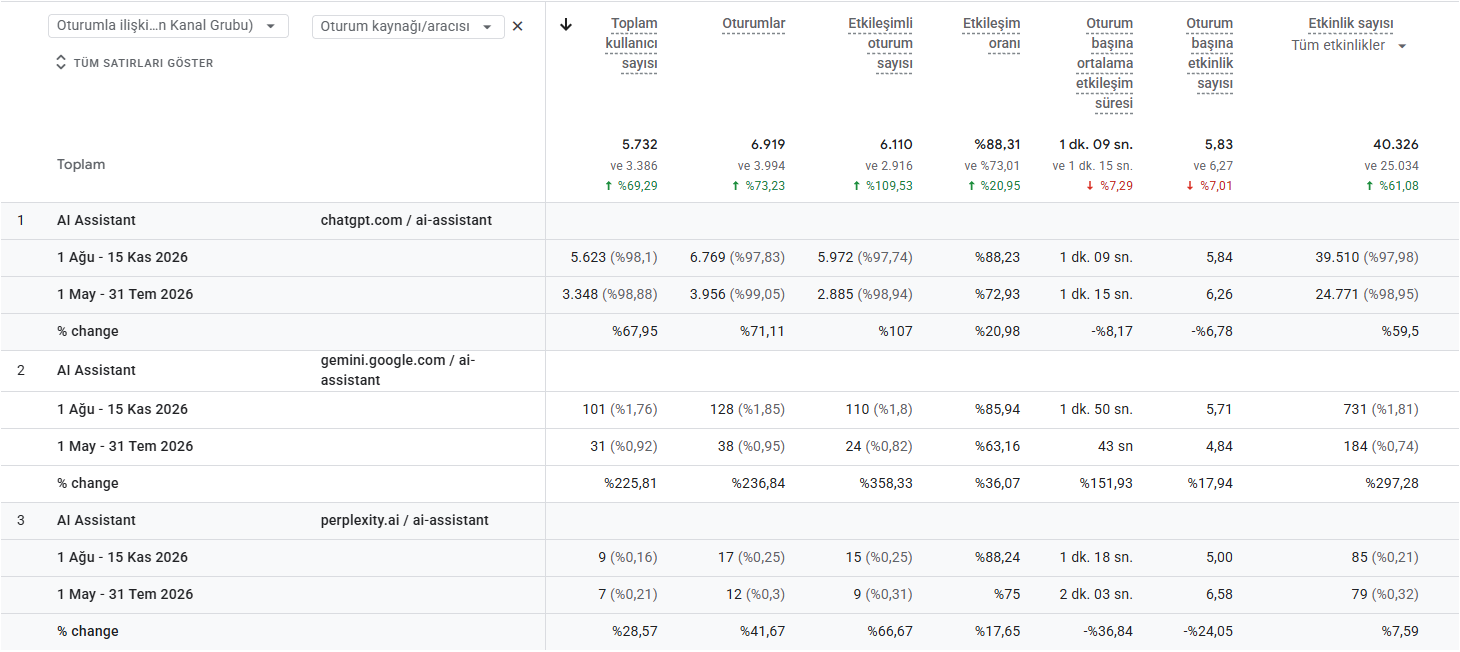 Oturumla ilişki…n Kanal Grubu) Oturum kaynağı/aracısı
TÜM SATIRLARI GÖSTER
Toplam kullanıcı sayısı Oturumlar Etkileşimli oturum sayısı Etkileşim oranı Oturum başına ortalama etkileşim süresi Oturum başına etkinlik sayısı Etkinlik sayısı
Tüm etkinlikler
Toplam
5.732 6.919 6.110 %88,31 1 dk. 09 sn. 5,83 40.326
ve 3.386 ve 3.994 ve 2.916 ve %73,01 ve 1 dk. 15 sn. ve 6,27 ve 25.034
↑ %69,29 ↑ %73,23 ↑ %109,53 ↑ %20,95 ↓ %7,29 ↓ %7,01 ↑ %61,08
1 AI Assistant chatgpt.com / ai-assistant
1 Ağu - 15 Kas 2026 5.623 (%98,1) 6.769 (%97,83) 5.972 (%97,74) %88,23 1 dk. 09 sn. 5,84 39.510 (%97,98)
1 May - 31 Tem 2026 3.348 (%98,88) 3.956 (%99,05) 2.885 (%98,94) %72,93 1 dk. 15 sn. 6,26 24.771 (%98,95)
% change %67,95 %71,11 %107 %20,98 -%8,17 -%6,78 %59,5
2 AI Assistant gemini.google.com / ai-
assistant
1 Ağu - 15 Kas 2026 101 (%1,76) 128 (%1,85) 110 (%1,8) %85,94 1 dk. 50 sn. 5,71 731 (%1,81)
1 May - 31 Tem 2026 31 (%0,92) 38 (%0,95) 24 (%0,82) %63,16 43 sn 4,84 184 (%0,74)
% change %225,81 %236,84 %358,33 %36,07 %151,93 %17,94 %297,28
3 AI Assistant perplexity.ai / ai-assistant
1 Ağu - 15 Kas 2026 9 (%0,16) 17 (%0,25) 15 (%0,25) %88,24 1 dk. 18 sn. 5,00 85 (%0,21)
1 May - 31 Tem 2026 7 (%0,21) 12 (%0,3) 9 (%0,31) %75 2 dk. 03 sn. 6,58 79 (%0,32)
% change %28,57 %41,67 %66,67 %17,65 -%36,84 -%24,05 %7,59